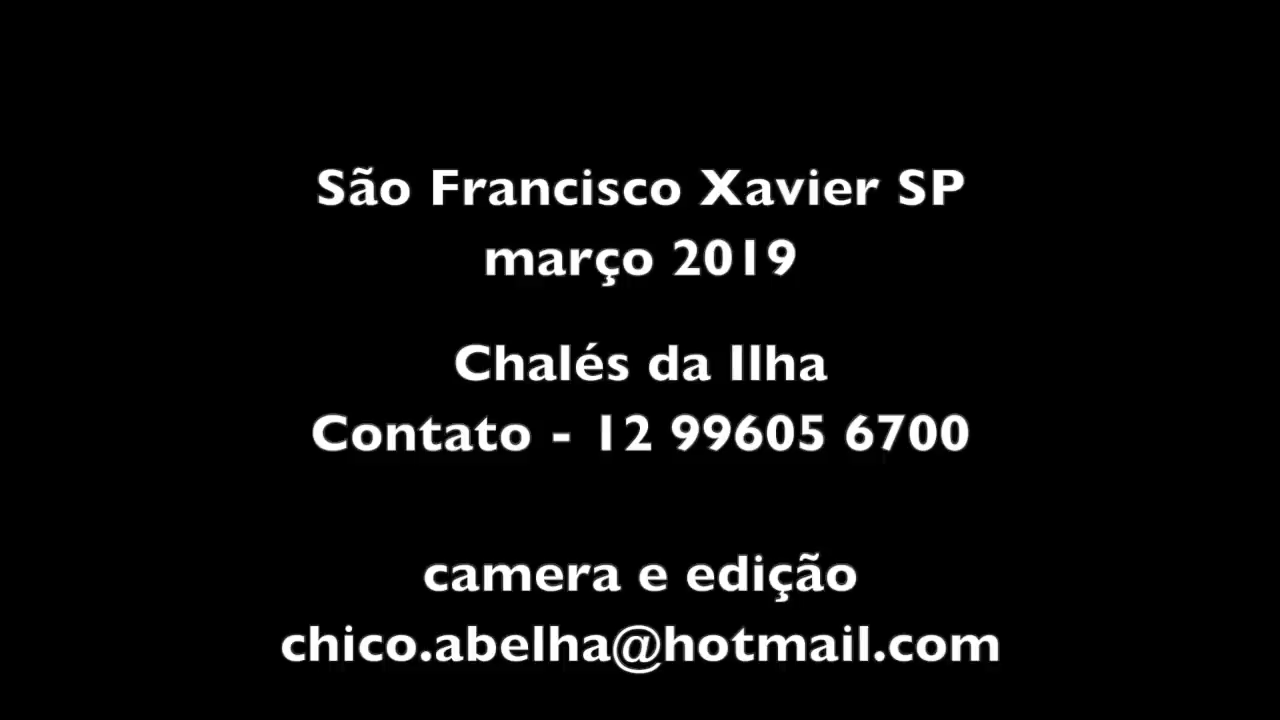 São Francisco Xavier SP
março 2019
Chalés da Ilha
Contato - 12 99605 6700
camera e edição
chico.abelha@hotmail.com